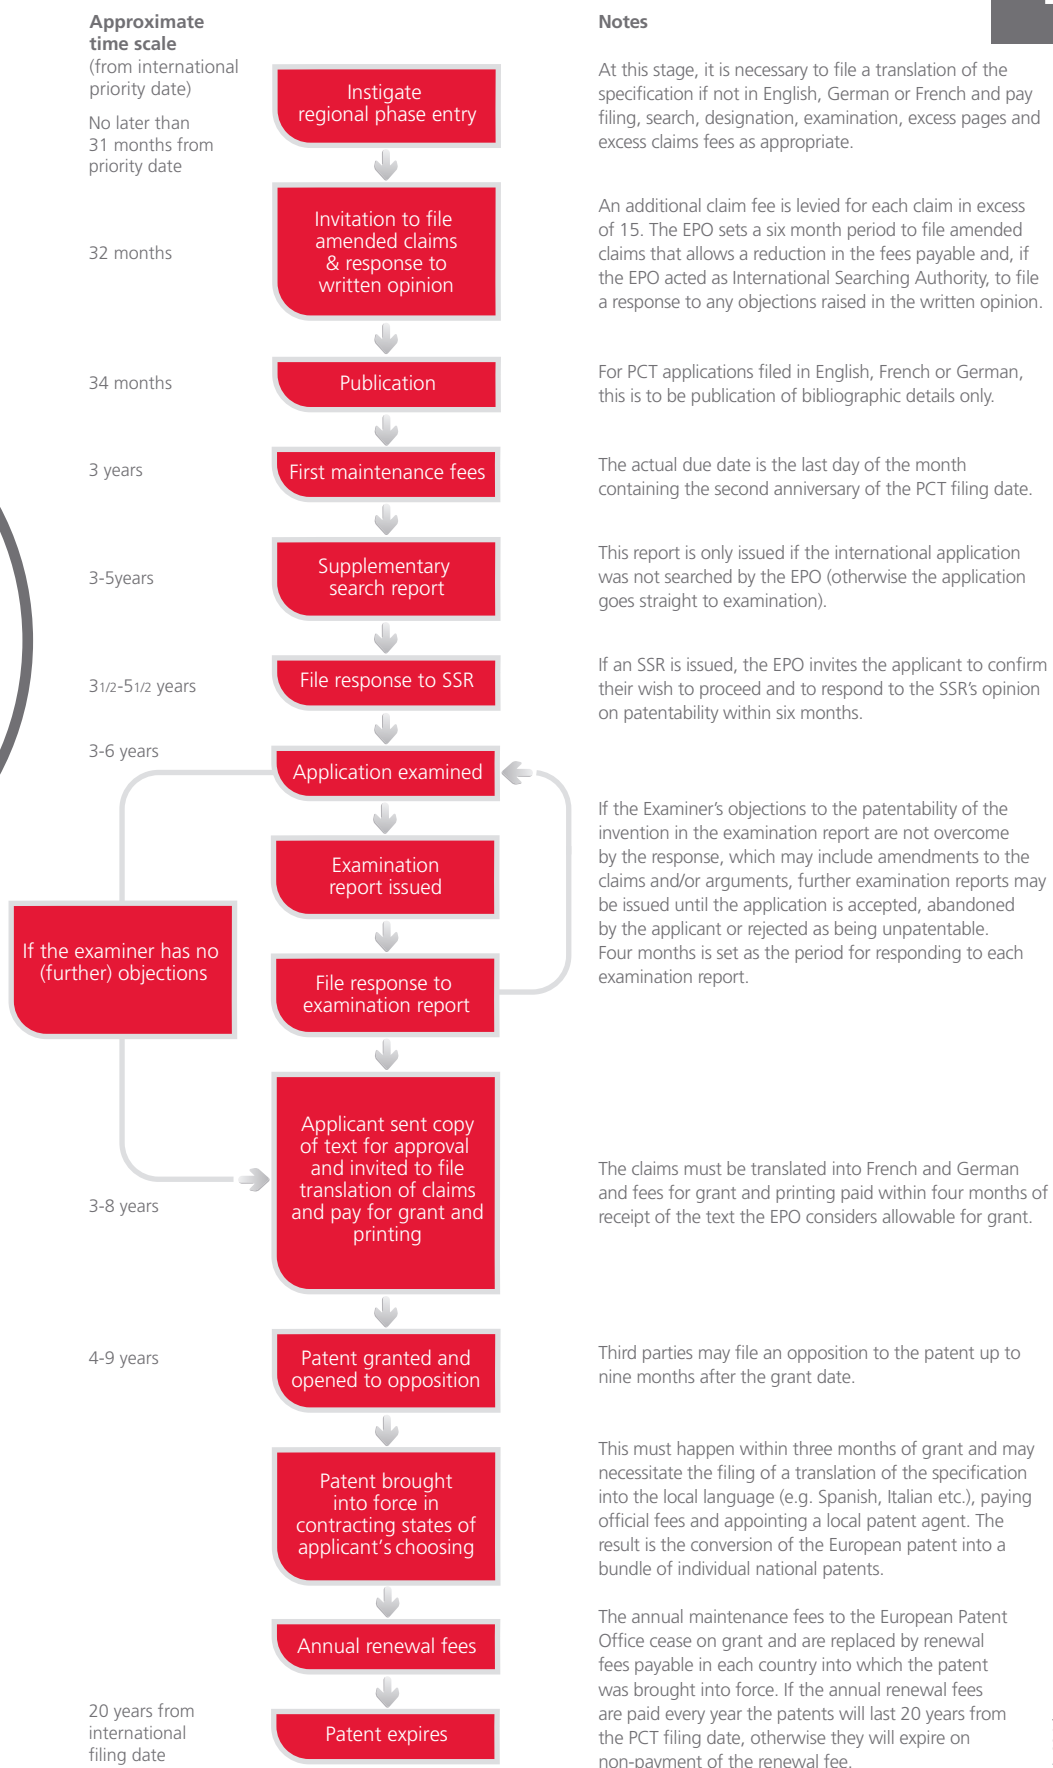 Approximate
time scale
(from international
priority date)
Notes
No later than
31 months from
priority date
Instigate
regional phase entry
At this stage, it is necessary to file a translation of the
specification if not in English, German or French and pay
filing, search, designation, examination, excess pages and
excess claims fees as appropriate.
32 months
Invitation to file
amended claims
& response to
written opinion
An additional claim fee is levied for each claim in excess
of 15. The EPO sets a six month period to file amended
claims that allows a reduction in the fees payable and, if
the EPO acted as International Searching Authority, to file
a response to any objections raised in the written opinion.
34 months
Publication
For PCT applications filed in English, French or German,
this is to be publication of bibliographic details only.
3 years
First maintenance fees
The actual due date is the last day of the month
containing the second anniversary of the PCT filing date.
3-5years
Supplementary
search report
This report is only issued if the international application
was not searched by the EPO (otherwise the application
goes straight to examination).
31/2-51/2 years
File response to SSR
If an SSR is issued, the EPO invites the applicant to confirm
their wish to proceed and to respond to the SSR's opinion
on patentability within six months.
3-6 years
Application examined
Examination
report issued
If the Examiner's objections to the patentability of the
invention in the examination report are not overcome
by the response, which may include amendments to the
claims and/or arguments, further examination reports may
be issued until the application is accepted, abandoned
by the applicant or rejected as being unpatentable.
Four months is set as the period for responding to each
examination report.
If the examiner has no
(further) objections
File response to
examination report
3-8 years
Applicant sent copy
of text for approval
and invited to file
translation of claims
and pay for grant and
printing
The claims must be translated into French and German
and fees for grant and printing paid within four months of
receipt of the text the EPO considers allowable for grant.
4-9 years
Patent granted and
opened to opposition
Third parties may file an opposition to the patent up to
nine months after the grant date.
Patent brought
into force in
contracting states of
applicant's choosing
This must happen within three months of grant and may
necessitate the filing of a translation of the specification
into the local language (e.g. Spanish, Italian etc.), paying
official fees and appointing a local patent agent. The
result is the conversion of the European patent into a
bundle of individual national patents.
Annual renewal fees
The annual maintenance fees to the European Patent
Office cease on grant and are replaced by renewal
fees payable in each country into which the patent
was brought into force. If the annual renewal fees
are paid every year the patents will last 20 years from
the PCT filing date, otherwise they will expire on
non-payment of the renewal fee.
20 years from
international
filing date
Patent expires